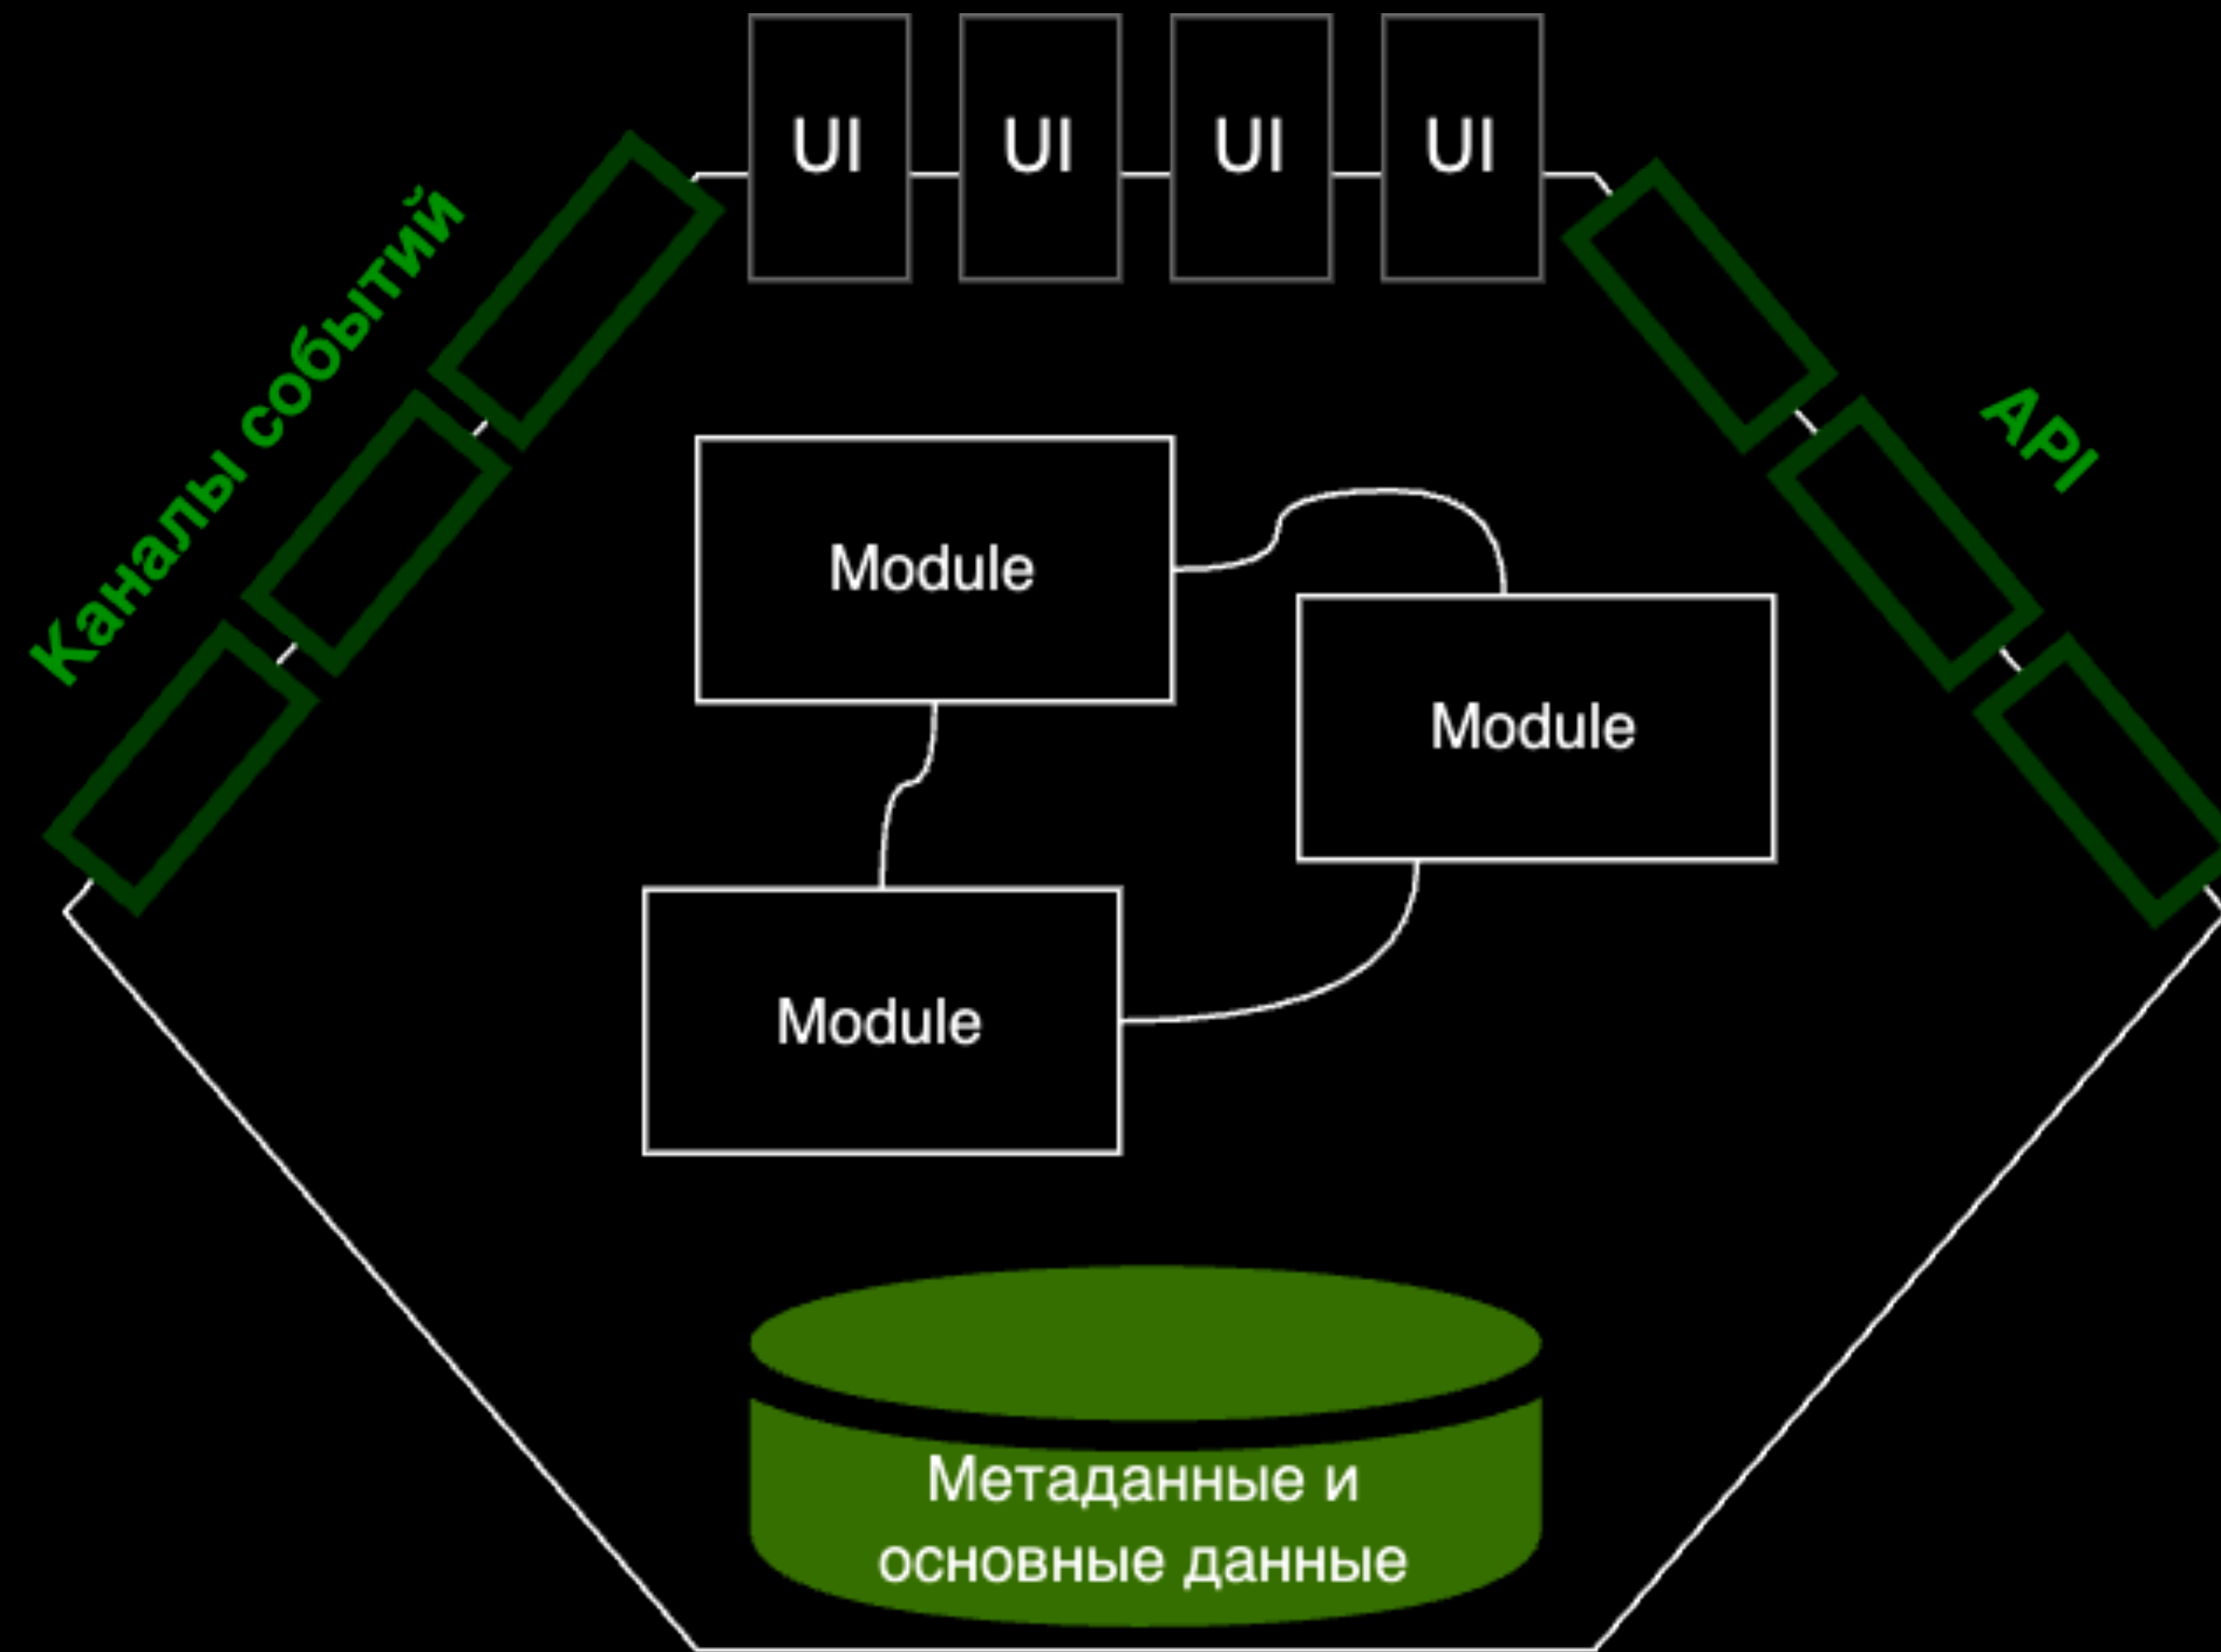 UI
UI
UI
UI
Каналы событий
API
Module
Module
Module
Метаданные и
основные данные